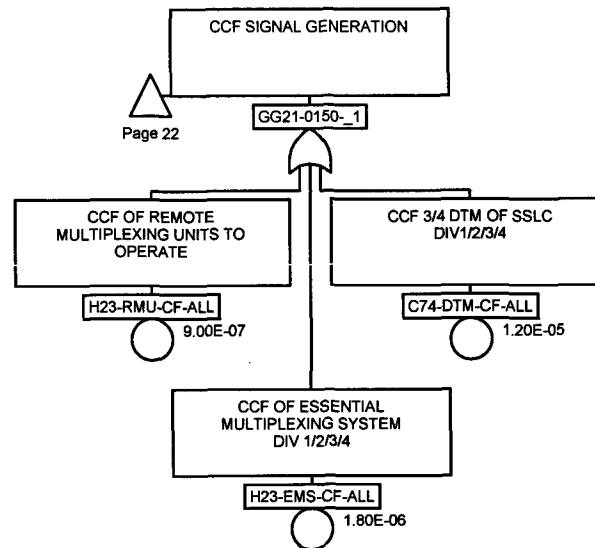 CCF SIGNAL GENERATION
Page 22
GG21-0150-_1
CCF OF REMOTE
MULTIPLEXING UNITS TO
OPERATE
H23-RMU-CF-ALL
9.00E-07
CCF 3/4 DTM OF SSLC
DIV1/2/3/4
C74-DTM-CF-ALL
1.20E-05
CCF OF ESSENTIAL
MULTIPLEXING SYSTEM
DIV 1/2/3/4
H23-EMS-CF-ALL
1.80E-06